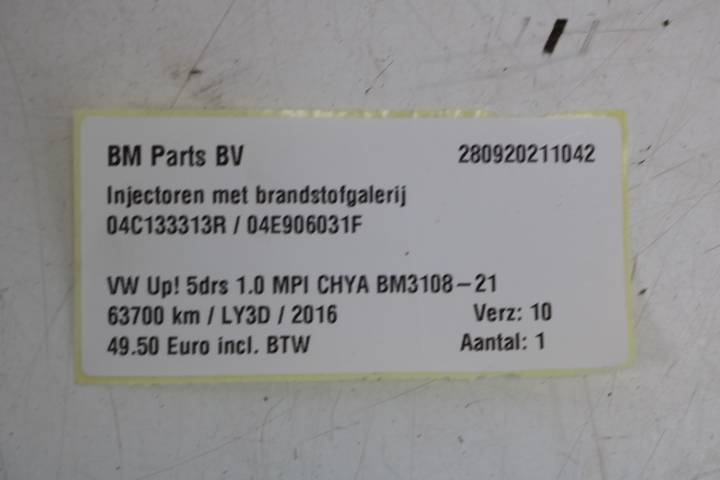 BM Parts BV 280920211042
Injectoren met brandstofgalerij
04C133313R / 04E906031F
VW Up! 5drs 1.0 MPI CHYA BM3108-21
63700 km / LY3D / 2016 Verz: 10
49.50 Euro incl. BTW Aantal: 1